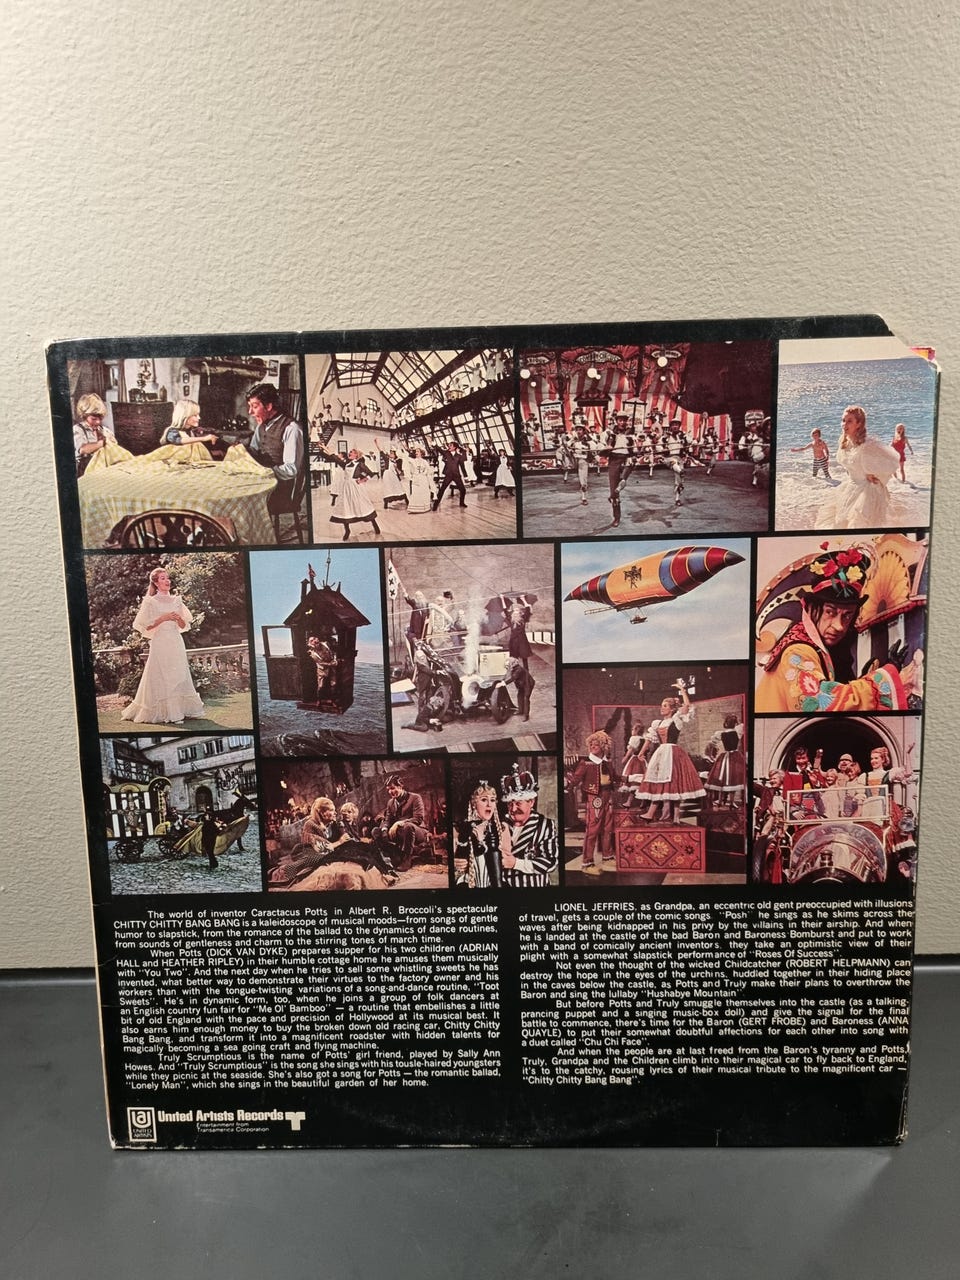 The world of inventor Caractacus Potts in Albert R. Broccoli's spectacular
CHITTY CHITTY BANG BANG is a kaleidoscope of musical moods—from songs of gentle
humor to slapstick, from the romance of the ballad to the dynamics of dance routines,
from sounds of gentleness and charm to the stirring tones of march time.
When Potts (DICK VAN DYKE) prepares supper for his two children (ADRIAN
HALL and HEATHER RIPLEY) in their humble cottage home he amuses them musically
with "You Two". And the next day when he tries to sell some whistling sweets he has
invented, what better way to demonstrate their virtues to the factory owner and his
workers than with the tongue-twisting variations of a song-and-dance routine, "Toot
Sweets". He's in dynamic form, too, when he joins a group of folk dancers at
an English country fun fair for "Me Ol' Bamboo" — a routine that embellishes a little
bit of old England with the pace and precision of Hollywood at its musical best. It
also earns him enough money to buy the broken down old racing car, Chitty Chitty
Bang Bang, and transform it into a magnificent roadster with hidden talents for
magically becoming a sea going craft and flying machine.
Truly Scrumptious is the name of Potts' girl friend, played by Sally Ann
Howes. And "Truly Scrumptious" is the song she sings with his tousle-haired youngsters
while they picnic at the seaside. She's also got a song for Potts — the romantic ballad,
"Lonely Man", which she sings in the beautiful garden of her home.
LIONEL JEFFRIES, as Grandpa, an eccentric old gent preoccupied with illusions
of travel, gets a couple of the comic songs. "Posh" he sings as he skims across the
waves after being kidnapped in his privy by the villains in their airship. And when
he is landed at the castle of the bad Baron and Baroness Bomburst and put to work
with a band of comically ancient inventors, they take an optimistic view of their
plight with a somewhat slapstick performance of "Roses Of Success".
Not even the thought of the wicked Childcatcher (ROBERT HELPMANN) can
destroy the hope in the eyes of the urchins, huddled together in their hiding place
in the caves below the castle, as Potts and Truly make their plans to overthrow the
Baron and sing the lullaby "Hushabye Mountain"
But before Potts and Truly smuggle themselves into the castle (as a talking-
prancing puppet and a singing music-box doll) and give the signal for the final
battle to commence, there's time for the Baron (GERT FROBE) and Baroness (ANNA
QUAYLE) to put their somewhat doubtful affections for each other into song with
a duet called "Chu Chi Face".
And when the people are at last freed from the Baron's tyranny and Potts,
Truly, Grandpa and the Children climb into their magical car to fly back to England,
it's to the catchy, rousing lyrics of their musical tribute to the magnificent car —
"Chitty Chitty Bang Bang".
UA
UNITED
ARTISTS
United Artists Records
Entertainment from
Transamerica Corporation